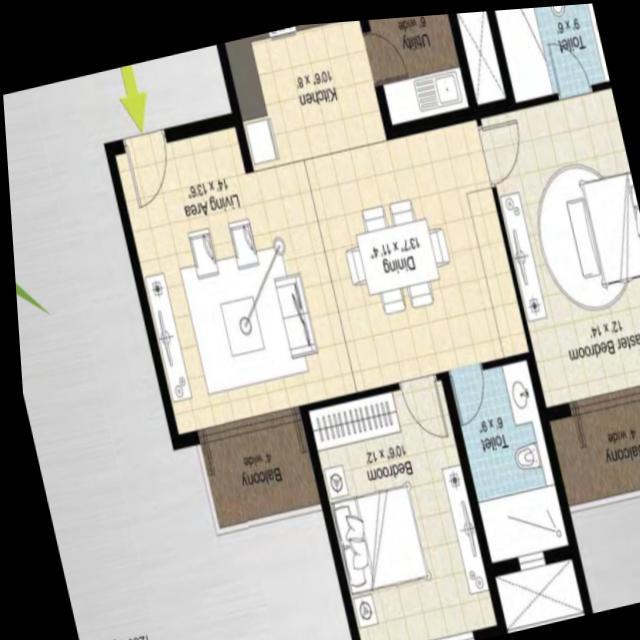 Toilet
9' x 6'
Utility
6' wide
Kitchen
10'6" x 8'
Living Area
14' x 13'6"
Dining
13'7" x 11'4"
Master Bedroom
12' x 14'
Toilet
6' x 9'
Bedroom
10'6" x 12'
Balcony
4' wide
Balcony
4' wide